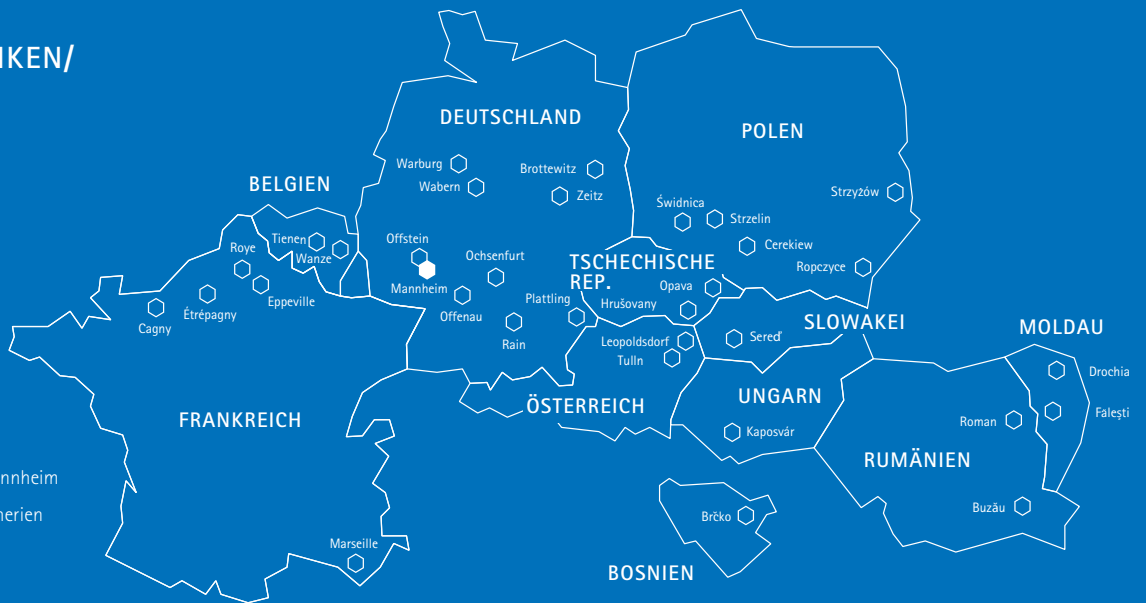 IKEN/
DEUTSCHLAND
POLEN
Warburg
Brottewitz
Wabern
Zeitz
BELGIEN
Strzyżów
Świdnica
Strzelin
Tienen
Offstein
Roye
Wanze
Ochsenfurt
Cerekiew
TSCHECHISCHE
REP.
Ropczyce
Eppeville
Mannheim
Opava
Étrépagny
Plattling
Hrušovany
Offenau
Cagny
Rain
SLOWAKEI
MOLDAU
Leopoldsdorf
Sereď
Tulln
Drochia
UNGARN
ÖSTERREICH
Faleşti
FRANKREICH
Roman
Kaposvár
RUMÄNIEN
nnheim
Buzău
nerien
Brčko
Marseille
BOSNIEN